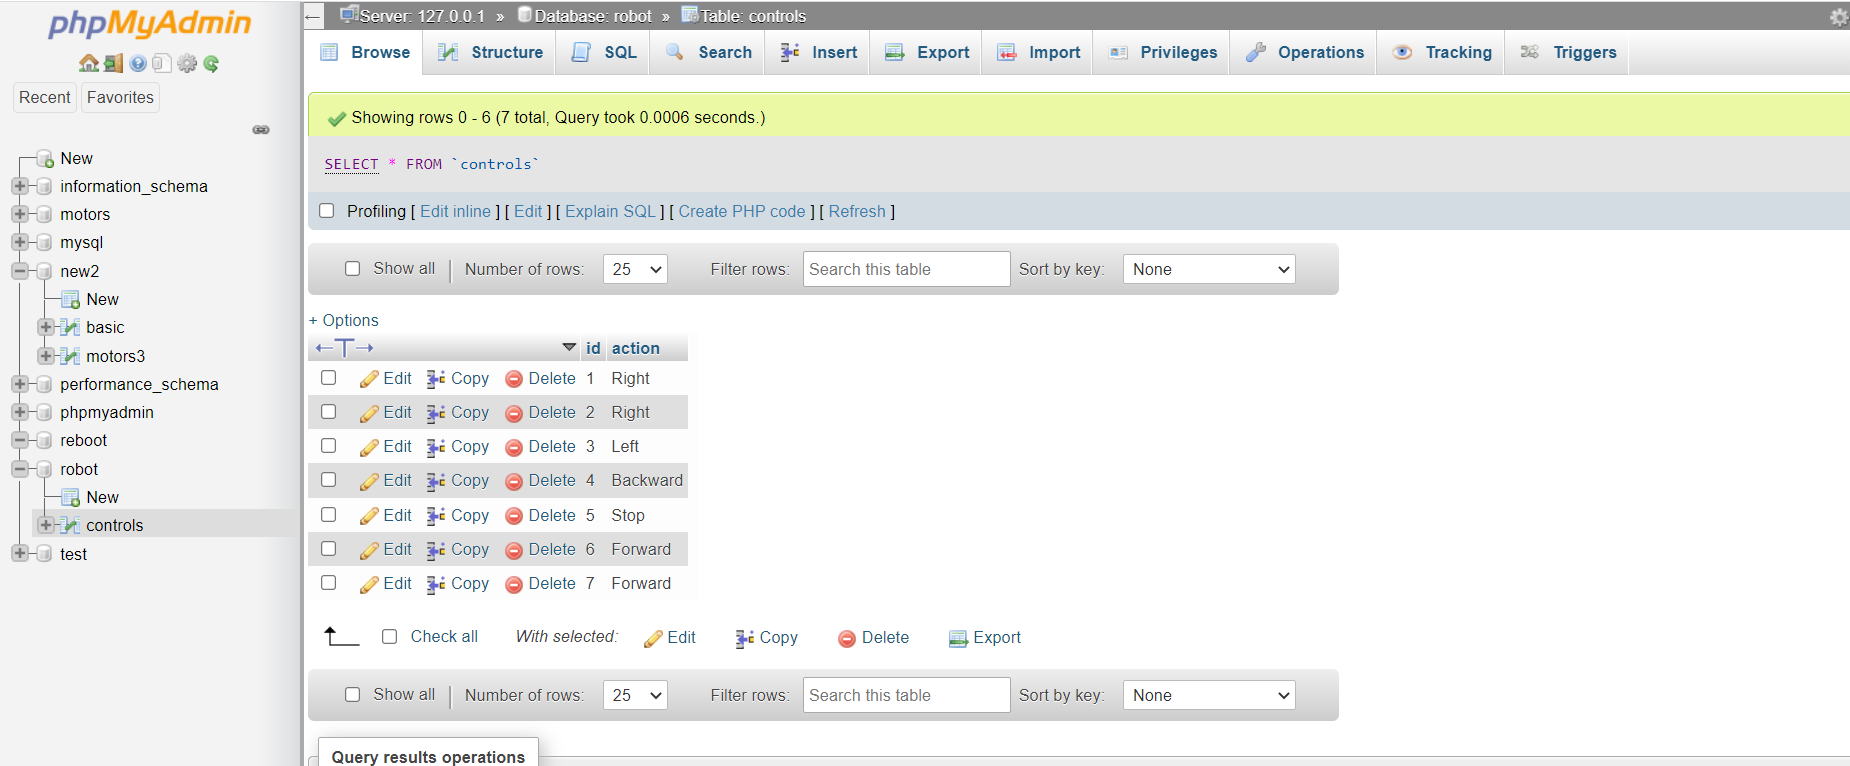 phpMyAdmin
Recent Favorites
New
information_schema
motors
mysql
new2
New
basic
motors3
performance_schema
phpmyadmin
reboot
robot
New
controls
test
Server: 127.0.0.1 » Database: robot » Table: controls
Browse Structure SQL Search Insert Export Import Privileges Operations Tracking Triggers
Showing rows 0 - 6 (7 total, Query took 0.0006 seconds.)
SELECT * FROM `controls`
Profiling [ Edit inline ] [ Edit ] [ Explain SQL ] [ Create PHP code ] [ Refresh ]
Show all Number of rows: 25 Filter rows: Search this table Sort by key: None
+ Options
id action
Edit Copy Delete 1 Right
Edit Copy Delete 2 Right
Edit Copy Delete 3 Left
Edit Copy Delete 4 Backward
Edit Copy Delete 5 Stop
Edit Copy Delete 6 Forward
Edit Copy Delete 7 Forward
Check all With selected: Edit Copy Delete Export
Show all Number of rows: 25 Filter rows: Search this table Sort by key: None
Query results operations